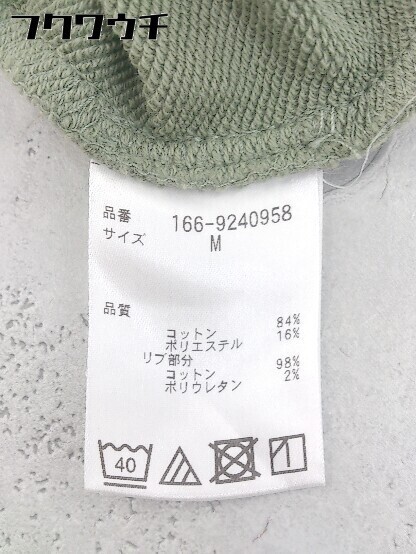 フクウウチ
品番 166-9240958
サイズ M
品質
コットン 84%
ポリエステル 16%
リブ部分
コットン 98%
ポリウレタン 2%
40